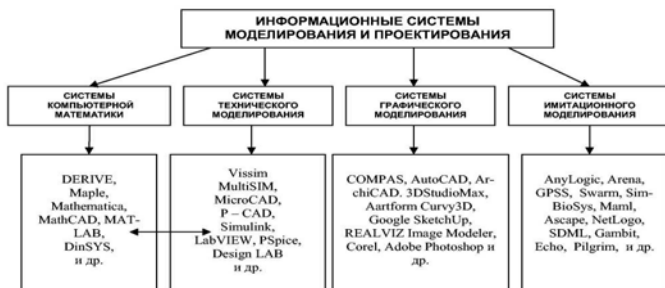 ИНФОРМАЦИОННЫЕ СИСТЕМЫ
МОДЕЛИРОВАНИЯ И ПРОЕКТИРОВАНИЯ
СИСТЕМЫ
КОМПЬЮТЕРНОЙ
МАТЕМАТИКИ
СИСТЕМЫ
ТЕХНИЧЕСКОГО
МОДЕЛИРОВАНИЯ
СИСТЕМЫ
ГРАФИЧЕСКОГО
МОДЕЛИРОВАНИЯ
СИСТЕМЫ
ИМИТАЦИОННОГО
МОДЕЛИРОВАНИЯ
DERIVE,
Maple,
Mathematica,
MathCAD, MAT-
LAB,
DinSYS,
и др.
Vissim
MultiSIM,
MicroCAD,
P – CAD,
Simulink,
LabVIEW, PSpice,
Design LAB
и др.
COMPAS, AutoCAD, Ar-
chiCAD. 3DStudioMax,
Aartform Curvy3D,
Google SketchUp,
REALVIZ Image Modeler,
Corel, Adobe Photoshop и
др.
AnyLogic, Arena,
GPSS, Swarm, Sim-
BioSys, Maml,
Ascape, NetLogo,
SDML, Gambit,
Echo, Pilgrim, и др.